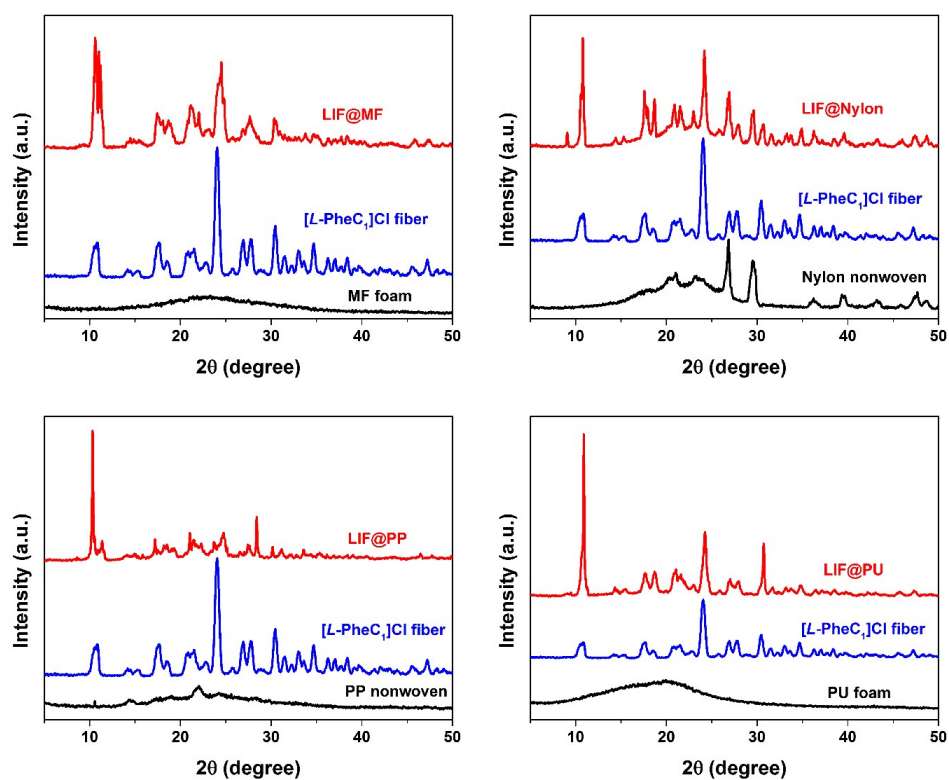 Intensity (a.u.)
LIF@MF
[L-PheC₁]Cl fiber
MF foam
10 20 30 40 50
2θ (degree)
Intensity (a.u.)
LIF@Nylon
[L-PheC₁]Cl fiber
Nylon nonwoven
10 20 30 40 50
2θ (degree)
Intensity (a.u.)
LIF@PP
[L-PheC₁]Cl fiber
PP nonwoven
10 20 30 40 50
2θ (degree)
Intensity (a.u.)
LIF@PU
[L-PheC₁]Cl fiber
PU foam
10 20 30 40 50
2θ (degree)